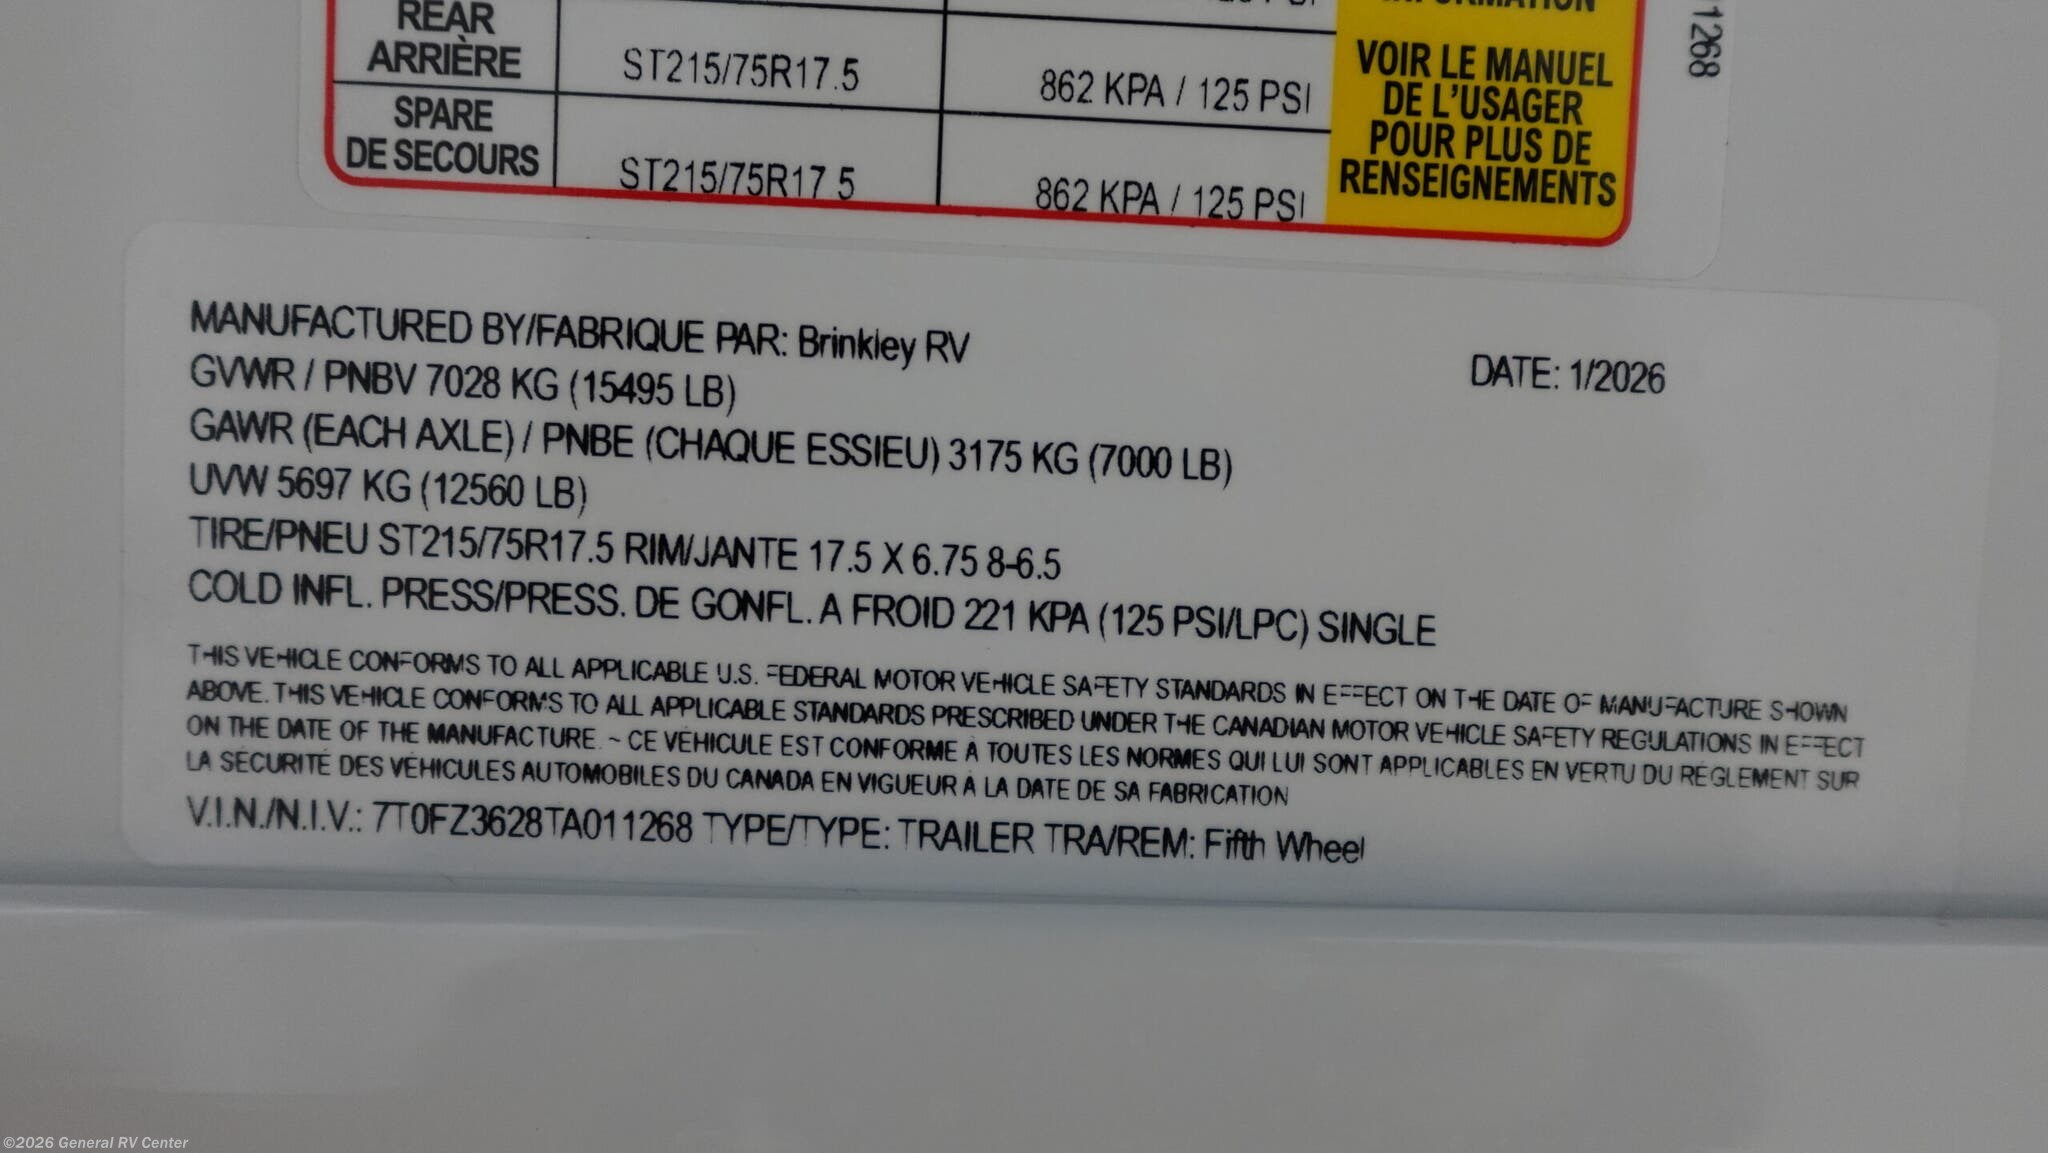 REAR
ARRIÈRE
ST215/75R17.5
862 KPA / 125 PSI
SPARE
DE SECOURS
ST215/75R17.5
862 KPA / 125 PSI
INFORMATION
VOIR LE MANUEL
DE L'USAGER
POUR PLUS DE
RENSEIGNEMENTS
1268
MANUFACTURED BY/FABRIQUE PAR: Brinkley RV
DATE: 1/2026
GVWR / PNBV 7028 KG (15495 LB)
GAWR (EACH AXLE) / PNBE (CHAQUE ESSIEU) 3175 KG (7000 LB)
UVW 5697 KG (12560 LB)
TIRE/PNEU ST215/75R17.5 RIM/JANTE 17.5 X 6.75 8-6.5
COLD INFL. PRESS/PRESS. DE GONFL. A FROID 221 KPA (125 PSI/LPC) SINGLE
THIS VEHICLE CONFORMS TO ALL APPLICABLE U.S. FEDERAL MOTOR VEHICLE SAFETY STANDARDS IN EFFECT ON THE DATE OF MANUFACTURE SHOWN
ABOVE. THIS VEHICLE CONFORMS TO ALL APPLICABLE STANDARDS PRESCRIBED UNDER THE CANADIAN MOTOR VEHICLE SAFETY REGULATIONS IN EFFECT
ON THE DATE OF THE MANUFACTURE. ~ CE VÉHICULE EST CONFORME À TOUTES LES NORMES QUI LUI SONT APPLICABLES EN VERTU DU RÉGLEMENT SUR
LA SÉCURITÉ DES VÉHICULES AUTOMOBILES DU CANADA EN VIGUEUR À LA DATE DE SA FABRICATION
V.I.N./N.I.V.: 7T0FZ3628TA011268 TYPE/TYPE: TRAILER TRA/REM: Fifth Wheel
©2026 General RV Center